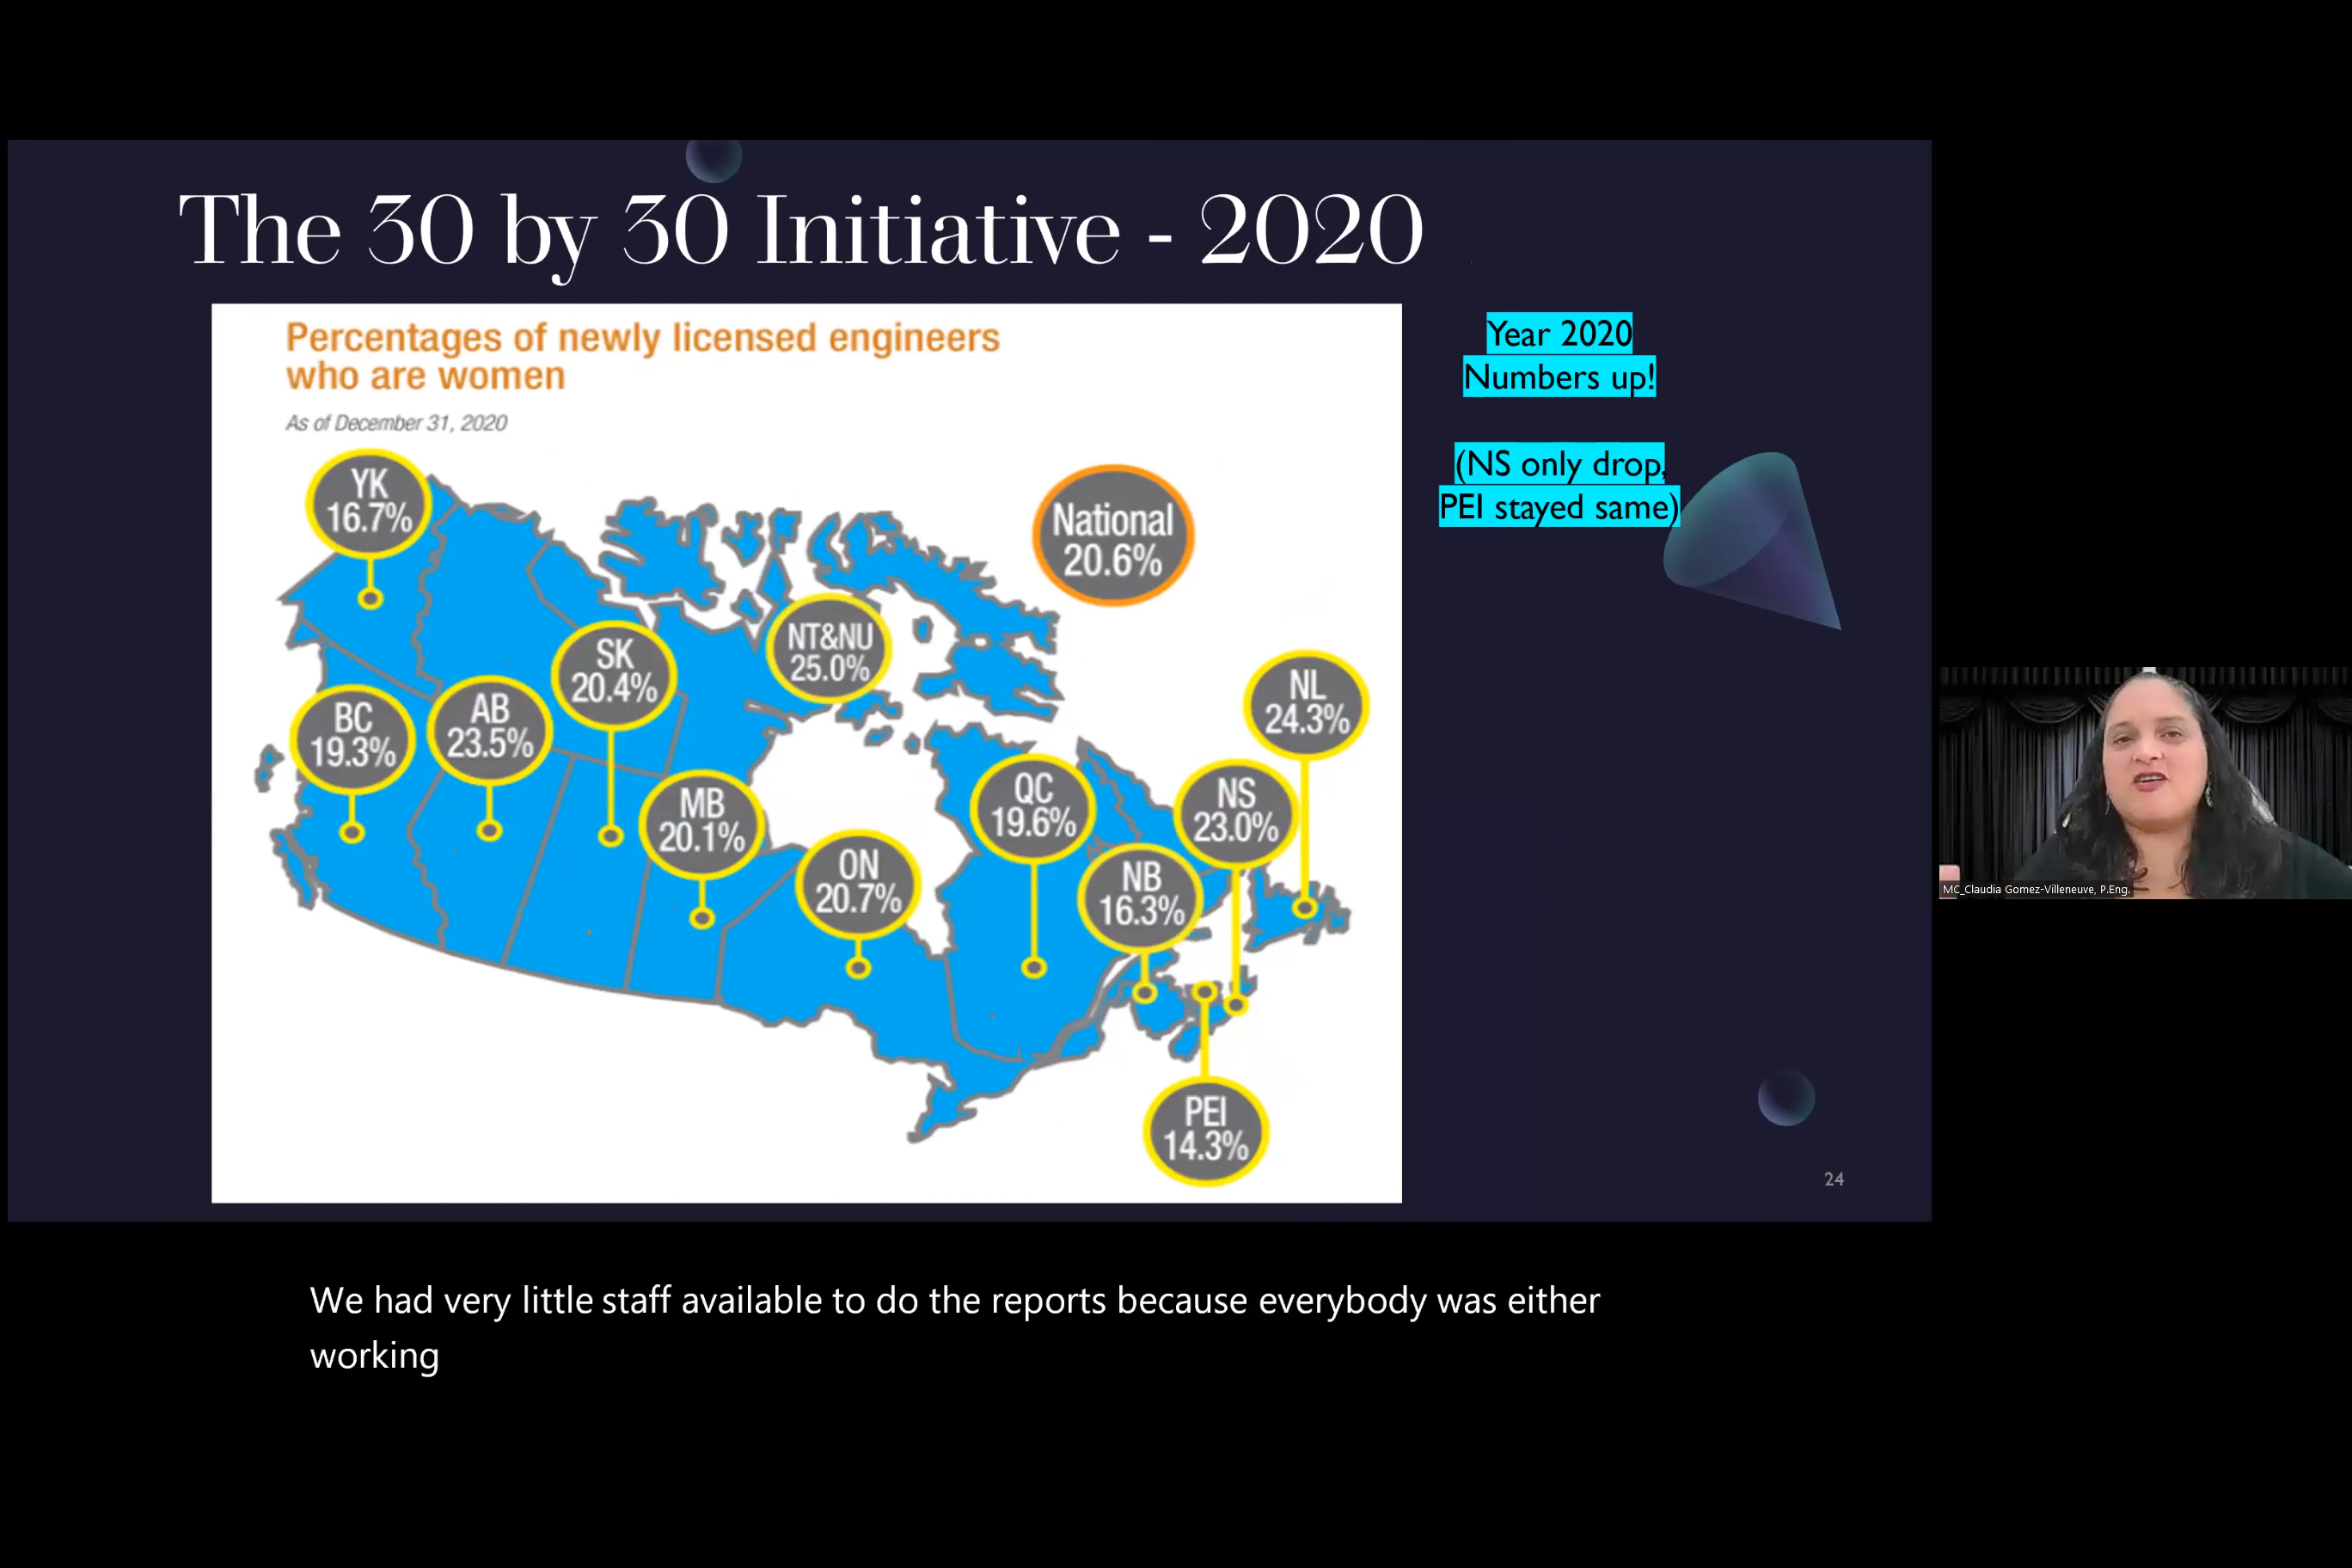 The 30 by 30 Initiative - 2020
Percentages of newly licensed engineers
who are women
As of December 31, 2020
YK
16.7%
National
20.6%
NT&NU
25.0%
SK
20.4%
BC
19.3%
AB
23.5%
MB
20.1%
ON
20.7%
QC
19.6%
NB
16.3%
NS
23.0%
NL
24.3%
PEI
14.3%
Year 2020
Numbers up!
(NS only drop,
PEI stayed same)
24
MC_Claudia Gomez-Villeneuve, P.Eng.
We had very little staff available to do the reports because everybody was either
working